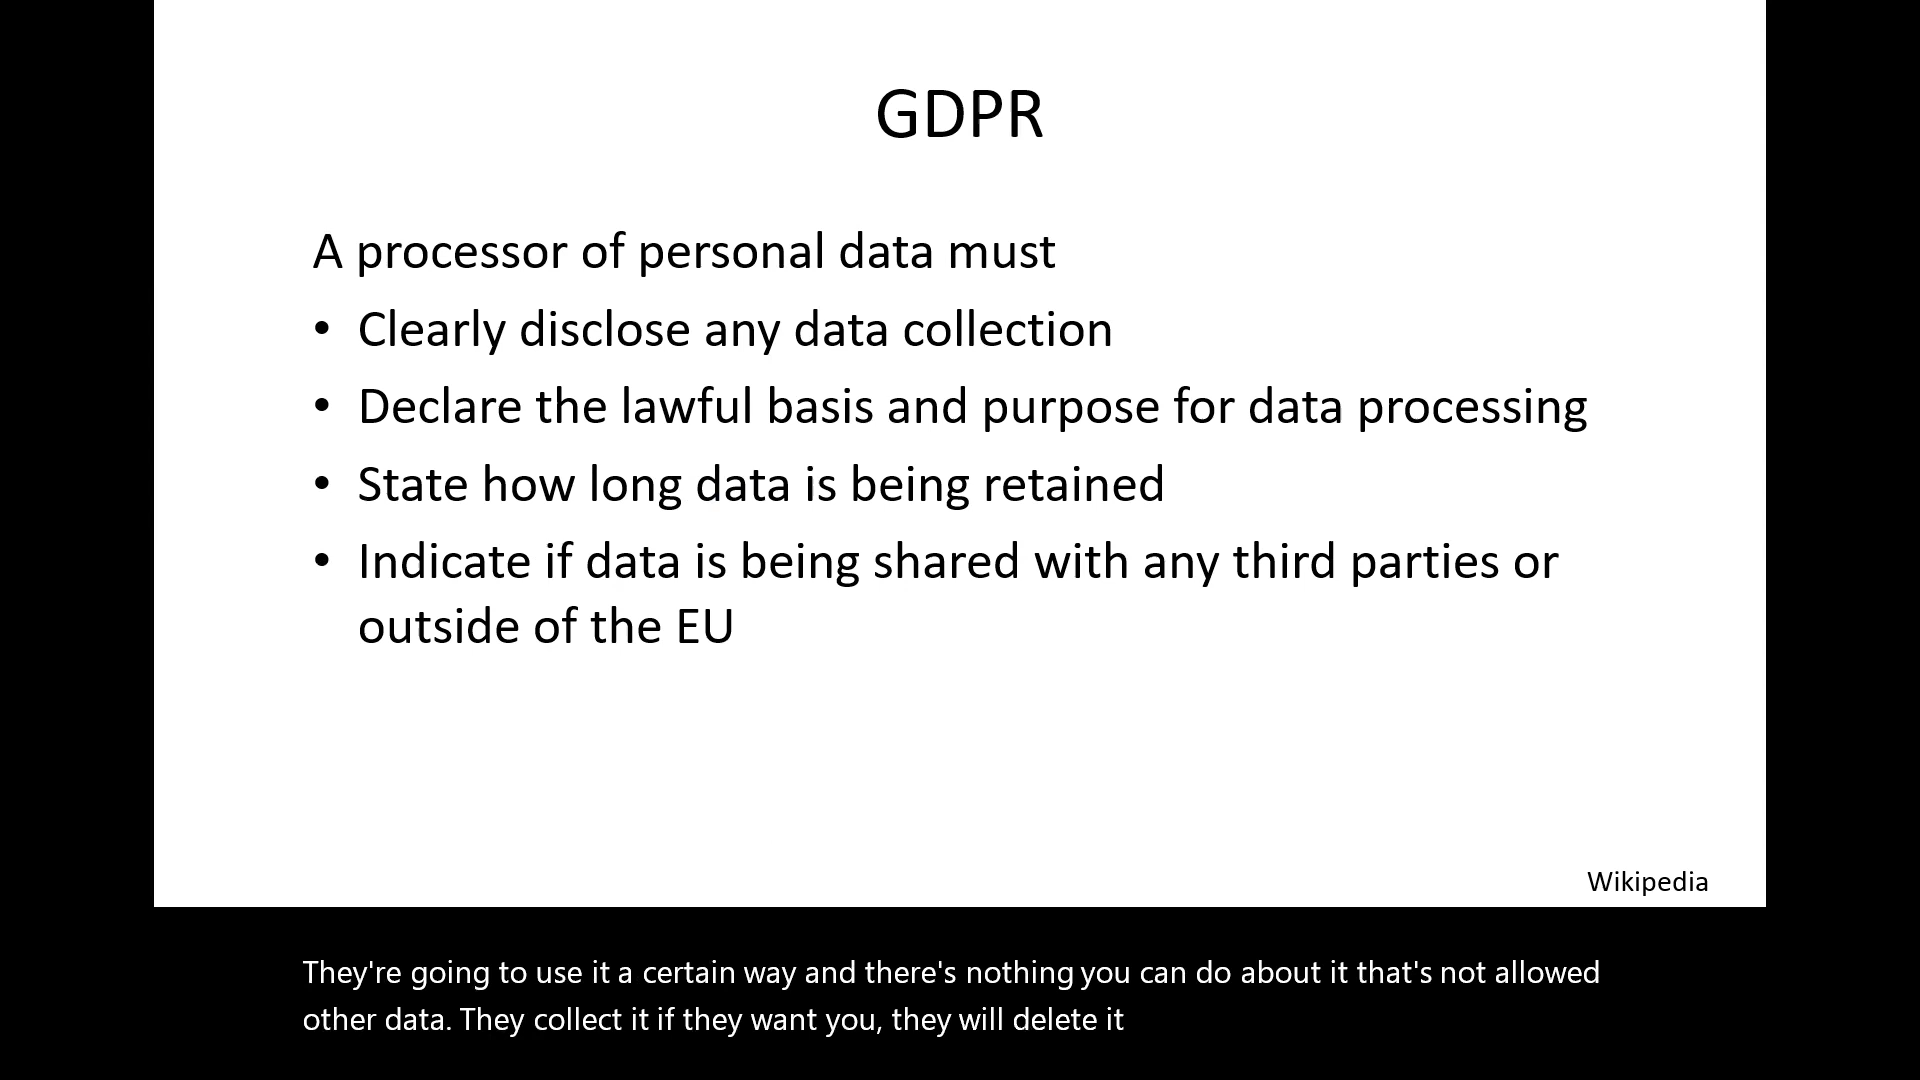 GDPR
A processor of personal data must
• Clearly disclose any data collection
• Declare the lawful basis and purpose for data processing
• State how long data is being retained
• Indicate if data is being shared with any third parties or
outside of the EU
Wikipedia
They're going to use it a certain way and there's nothing you can do about it that's not allowed
other data. They collect it if they want you, they will delete it